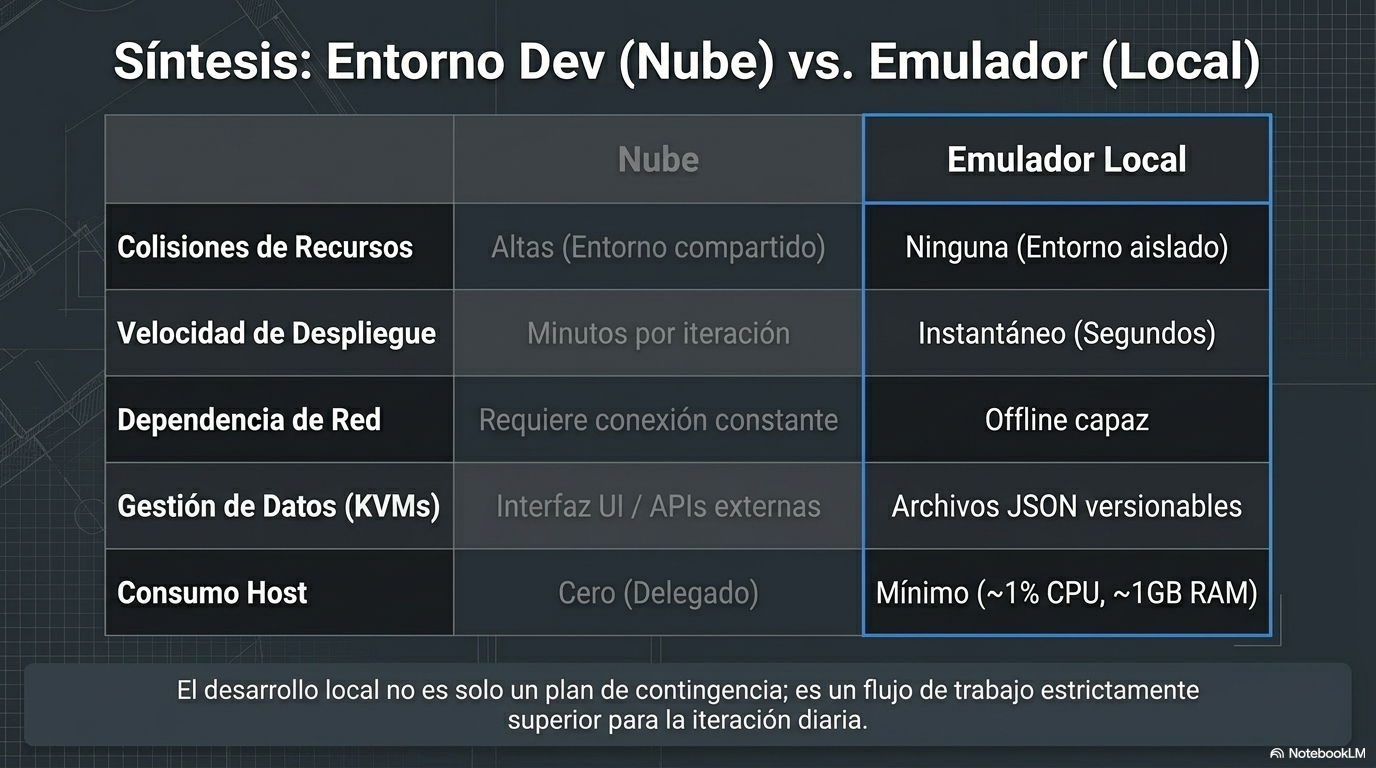 Síntesis: Entorno Dev (Nube) vs. Emulador (Local)
Nube
Emulador Local
Colisiones de Recursos
Altas (Entorno compartido)
Ninguna (Entorno aislado)
Velocidad de Despliegue
Minutos por iteración
Instantáneo (Segundos)
Dependencia de Red
Requiere conexión constante
Offline capaz
Gestión de Datos (KVMs)
Interfaz UI / APIs externas
Archivos JSON versionables
Consumo Host
Cero (Delegado)
Mínimo (~1% CPU, ~1GB RAM)
El desarrollo local no es solo un plan de contingencia; es un flujo de trabajo estrictamente
superior para la iteración diaria.
NotebookLM